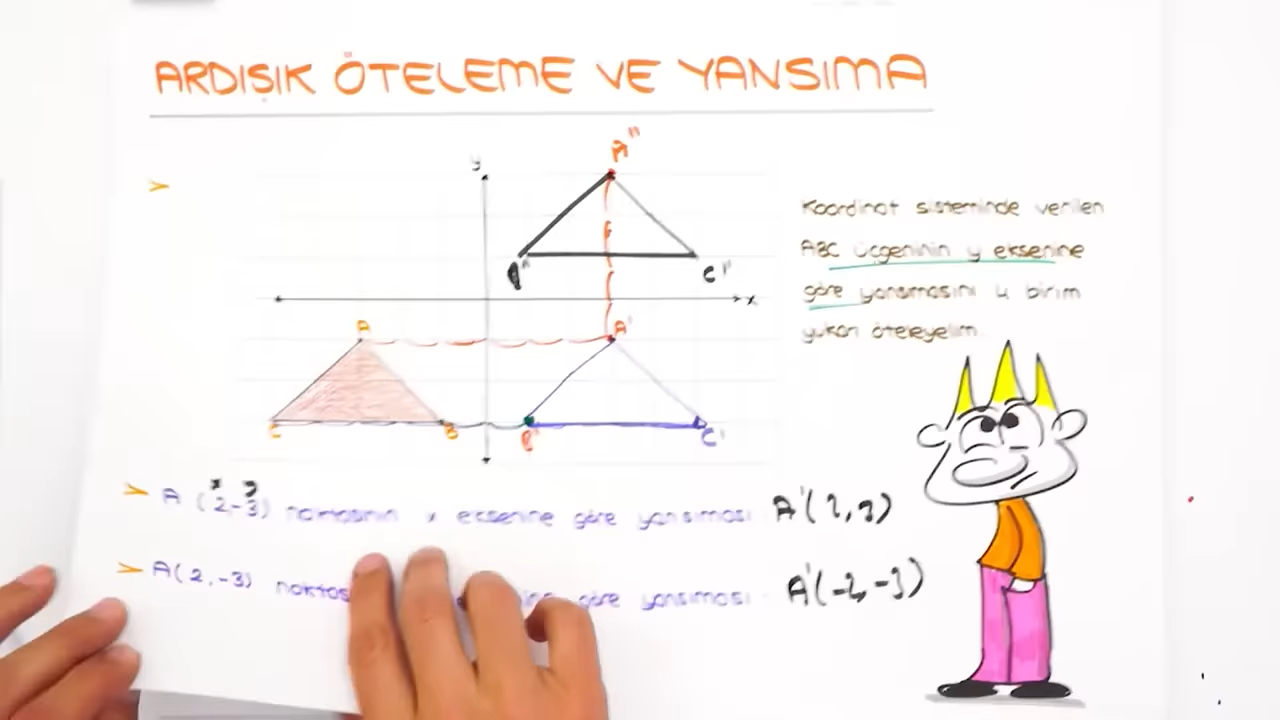 ARDIŞIK ÖTELEME VE YANSIMA
A"
y
B" C"
x
Koordinat sisteminde verilen
ABC üçgeninin y eksenine
göre yansımasını 4 birim
yukarı öteleyelim.
A A'
C B B' C'
x y
A (2,-3) noktasının x eksenine göre yansıması A'(2,3)
A(2,-3) göre yansıması A'(-2,-3)